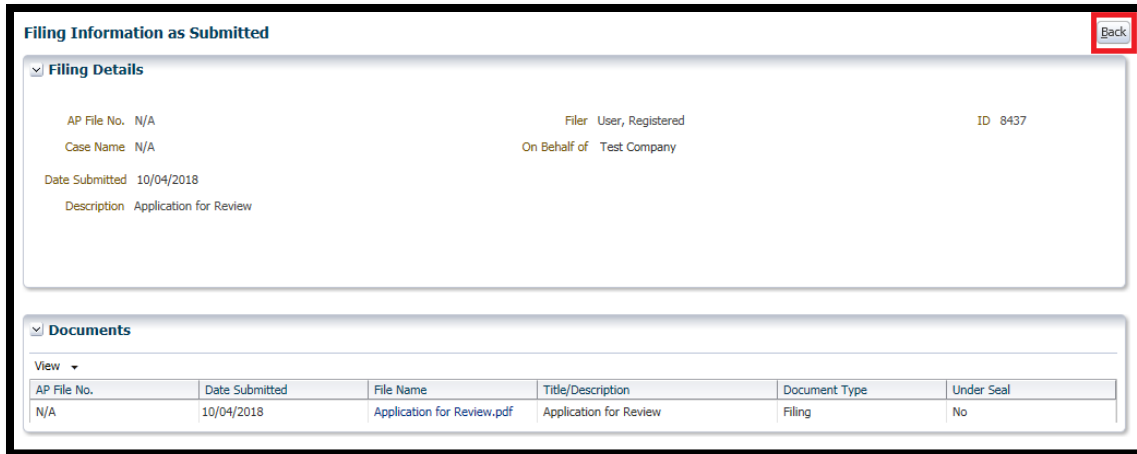 Filing Information as Submitted
Back
Filing Details
AP File No. N/A Filer User, Registered ID 8437
Case Name N/A On Behalf of Test Company
Date Submitted 10/04/2018
Description Application for Review
Documents
View
AP File No. Date Submitted File Name Title/Description Document Type Under Seal
N/A 10/04/2018 Application for Review.pdf Application for Review Filing No